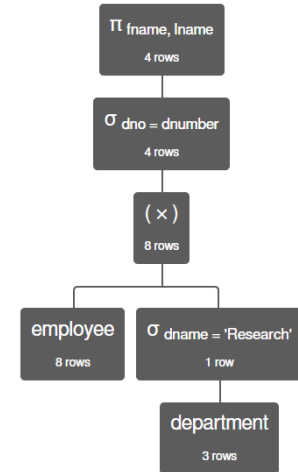 π fname, lname
4 rows
σ dno = dnumber
4 rows
( × )
8 rows
employee
8 rows
σ dname = 'Research'
1 row
department
3 rows